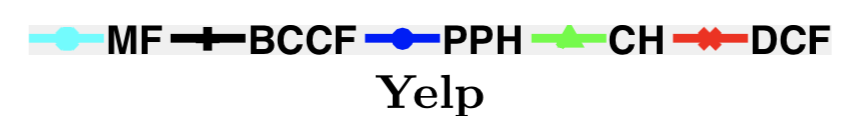 MF BCCF PPH CH DCF
Yelp